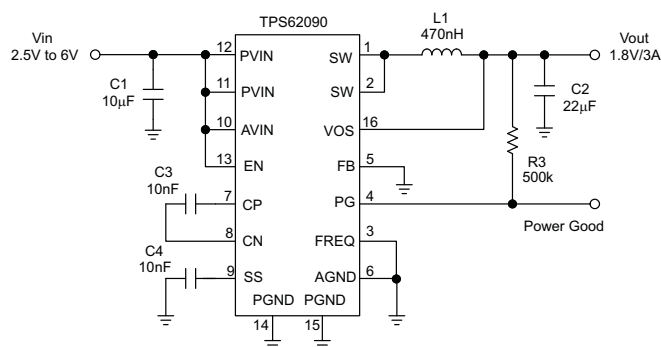 TPS62090
Vin
2.5V to 6V
C1
10μF
12
PVIN
11
PVIN
10
AVIN
13
EN
C3
10nF
7
CP
8
CN
C4
10nF
9
SS
PGND
14
PGND
15
SW
1
SW
2
VOS
16
FB
5
PG
4
FREQ
3
AGND
6
L1
470nH
Vout
1.8V/3A
C2
22μF
R3
500k
Power Good